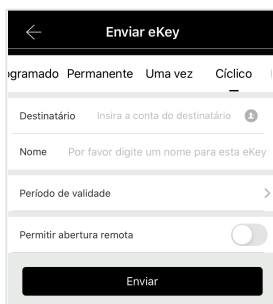 Enviar eKey
ogramado Permanente Uma vez Cíclico
Destinatário Insira a conta do destinatário
Nome Por favor digite um nome para esta eKey
Período de validade
Permitir abertura remota
Enviar